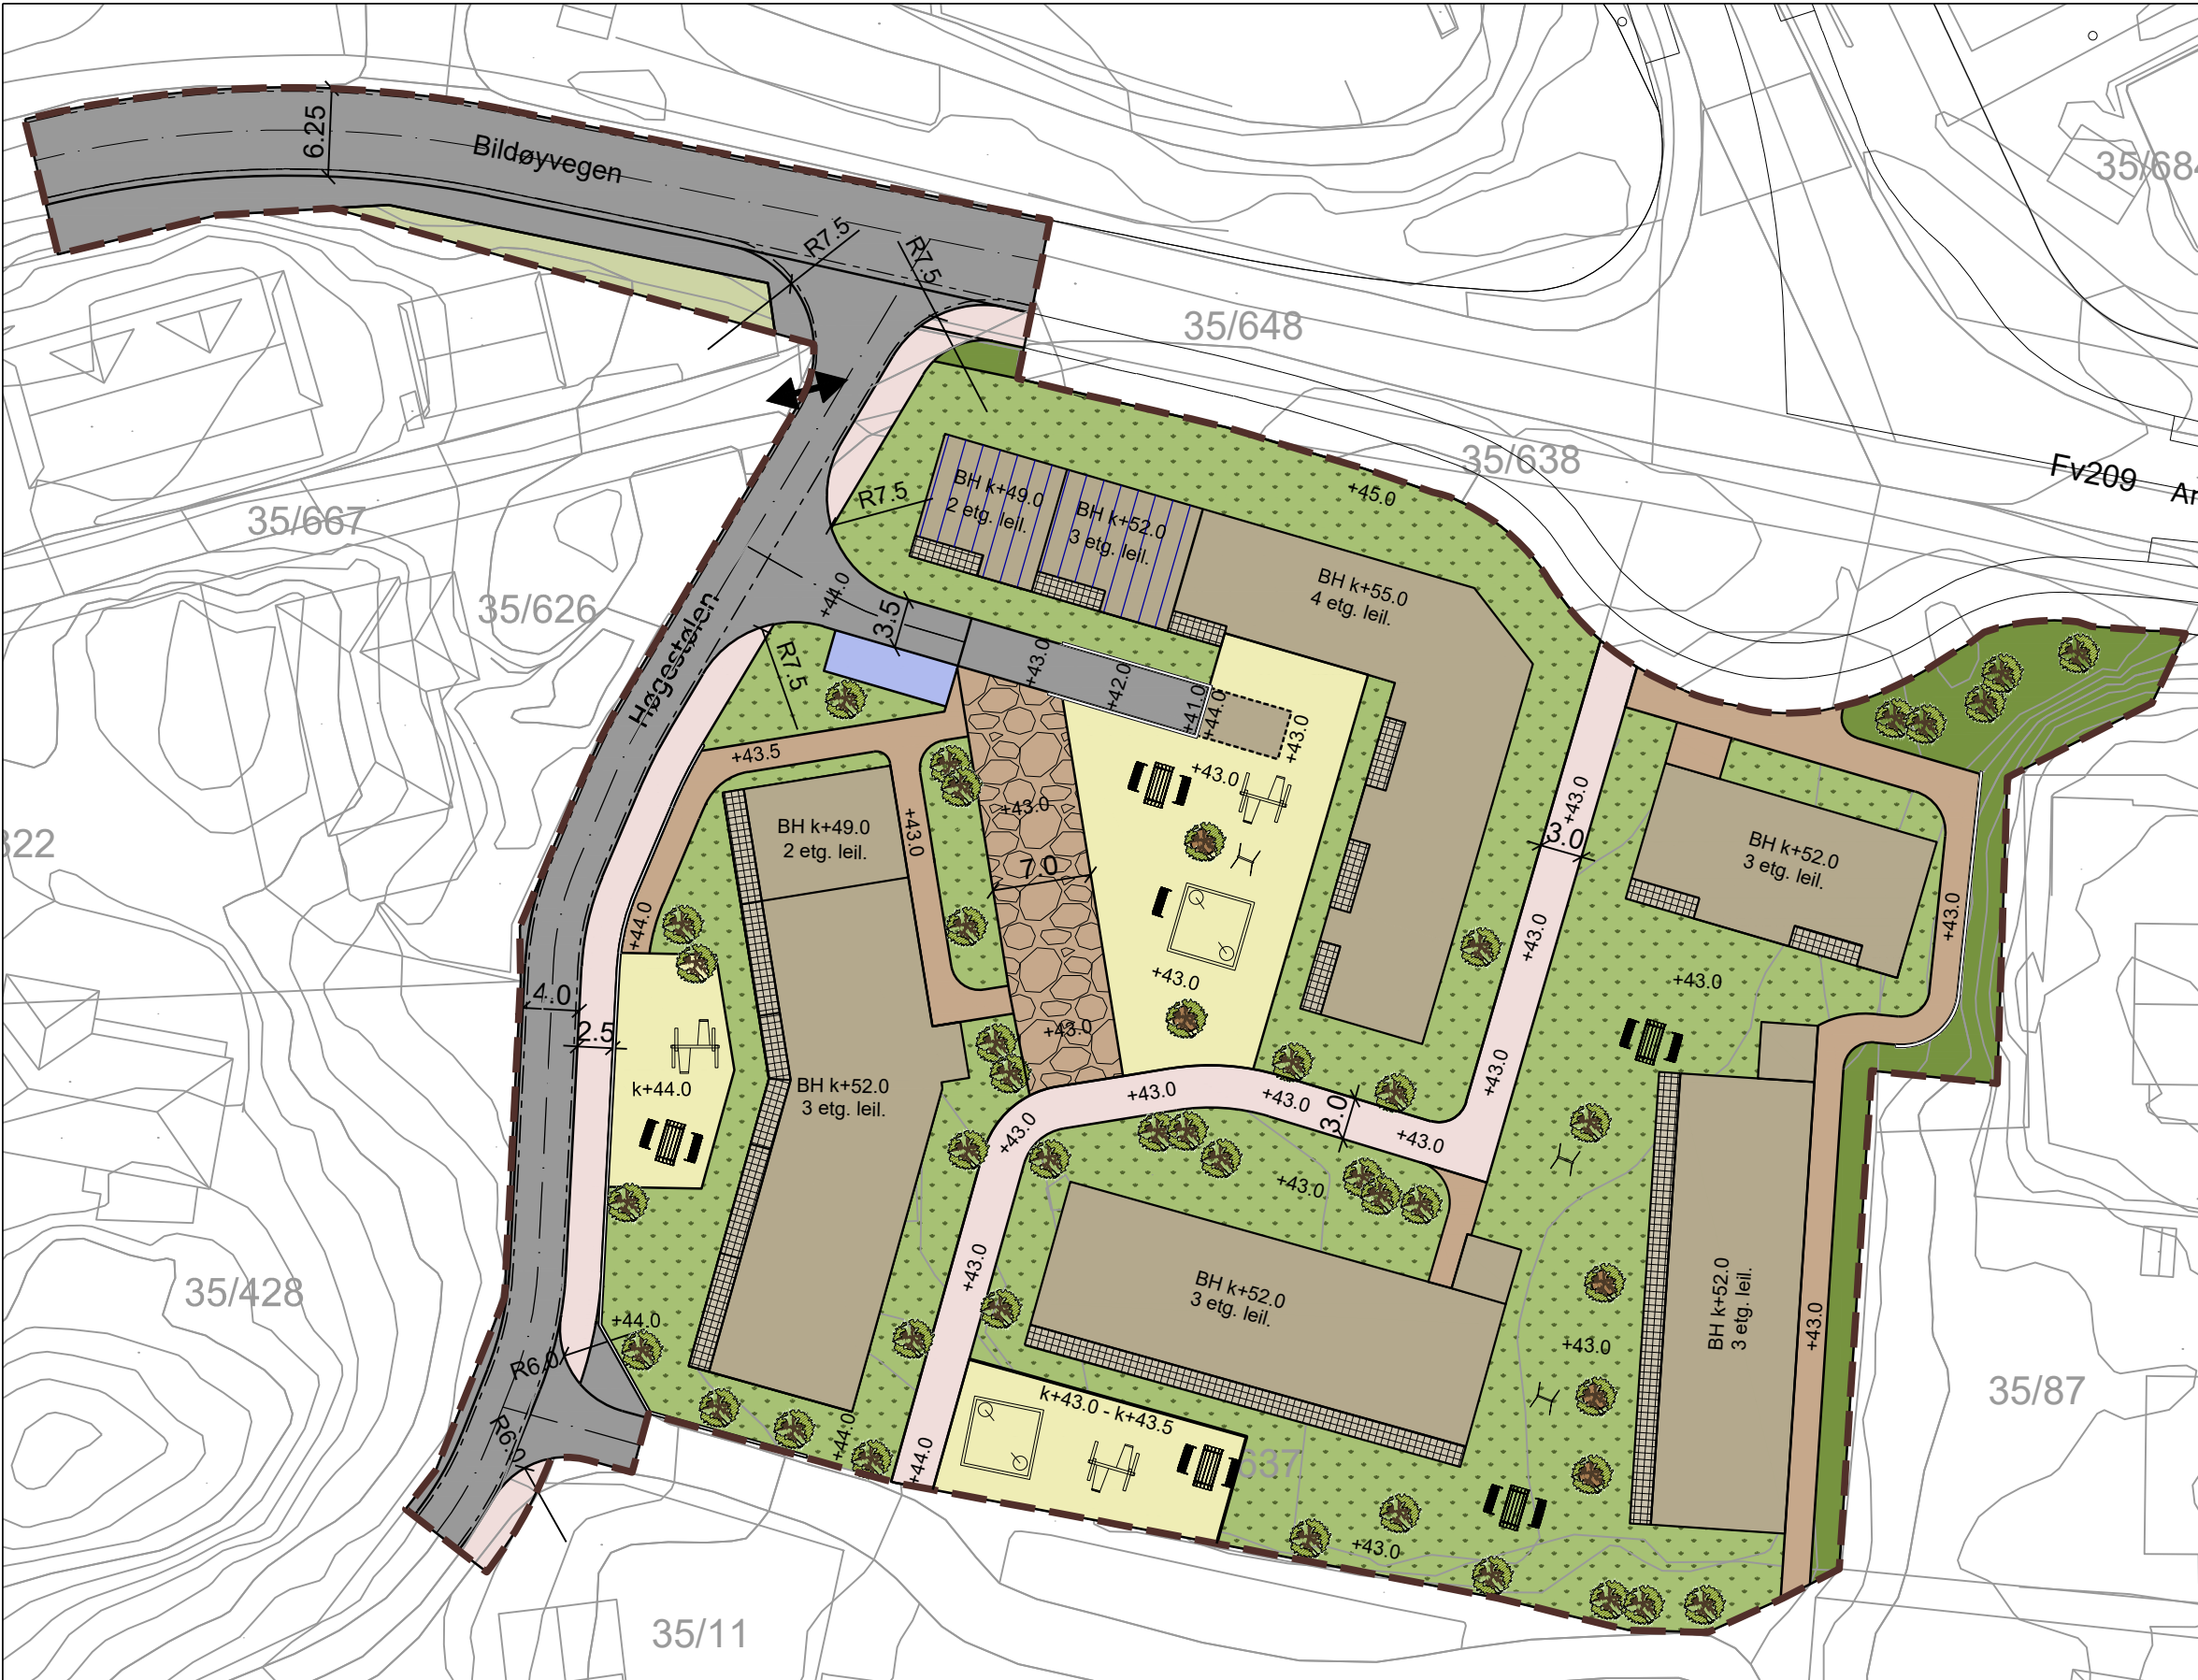 6.25
Bildøyvegen
35/684
R7.5
R7.5
35/648
35/638
Fv209
+45.0
R7.5
BH k+49.0
2 etg. leil.
BH k+52.0
3 etg. leil.
35/667
BH k+55.0
4 etg. leil.
35/626
+44.0
3.5
Høgestølen
R7.5
+43.0
+42.0
+41.0
+44.0
+43.0
+43.5
+43.0
+43.0
+43.0
3.0
BH k+49.0
2 etg. leil.
+43.0
7.0
BH k+52.0
3 etg. leil.
322
+44.0
+43.0
+43.0
+43.0
+43.0
4.0
2.5
+43.0
k+44.0
BH k+52.0
3 etg. leil.
+43.0
+43.0
+43.0
3.0
+43.0
+43.0
+43.0
+43.0
BH k+52.0
3 etg. leil.
35/428
+44.0
BH k+52.0
3 etg. leil.
+43.0
+43.0
R6.0
35/87
k+43.0 - k+43.5
R6.0
+44.0
+44.0
637
+43.0
35/11